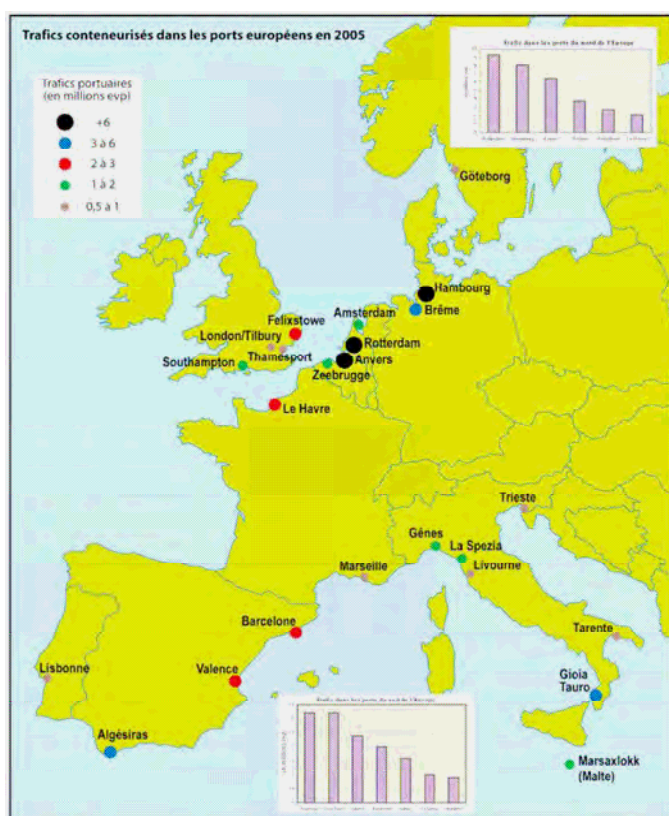 Trafics conteneurisés dans les ports européens en 2005
Trafics portuaires
(en millions evp)
+6
3 à 6
2 à 3
1 à 2
0,5 à 1
Göteborg
Hambourg
Brême
Amsterdam
Felixstowe
London/Tilbury
Rotterdam
Thamesport
Anvers
Southampton
Zeebrugge
Le Havre
Trieste
Gênes
La Spezia
Livourne
Marseille
Barcelone
Tarente
Lisbonne
Valence
Gioia
Tauro
Algésiras
Marsaxlokk
(Malte)